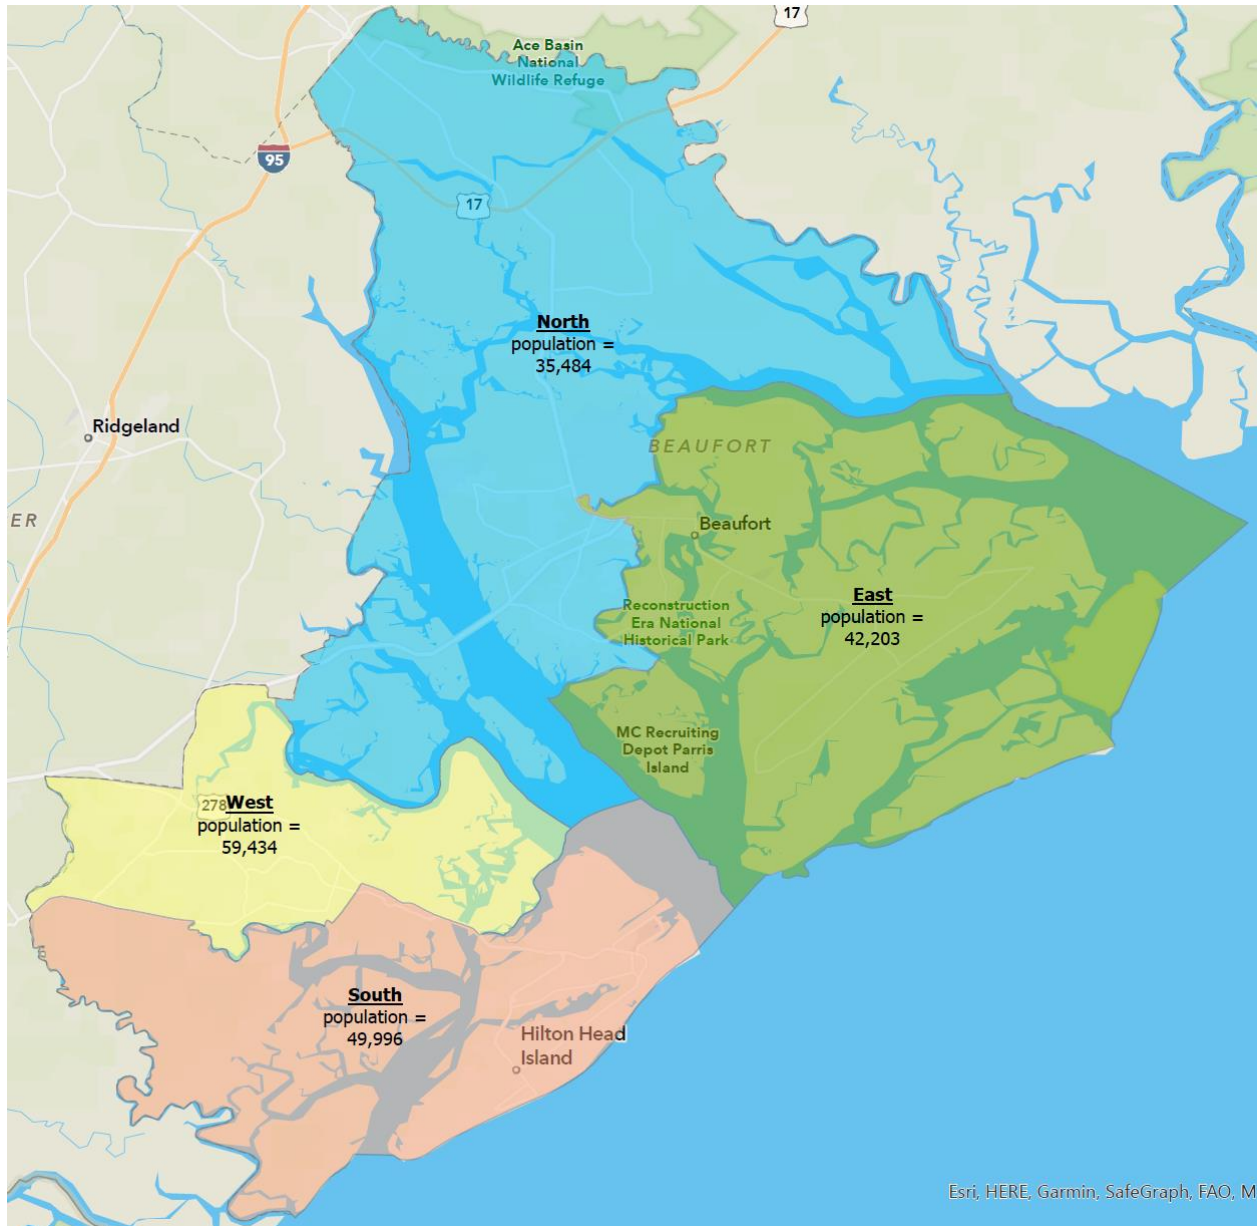 17
Ace Basin
National
Wildlife Refuge
95
17
North
population =
35,484
Ridgeland
BEAUFORT
ER
Beaufort
East
population =
42,203
Reconstruction
Era National
Historical Park
MC Recruiting
Depot Parris
Island
278
West
population =
59,434
South
population =
49,996
Hilton Head
Island
Esri, HERE, Garmin, SafeGraph, FAO, M